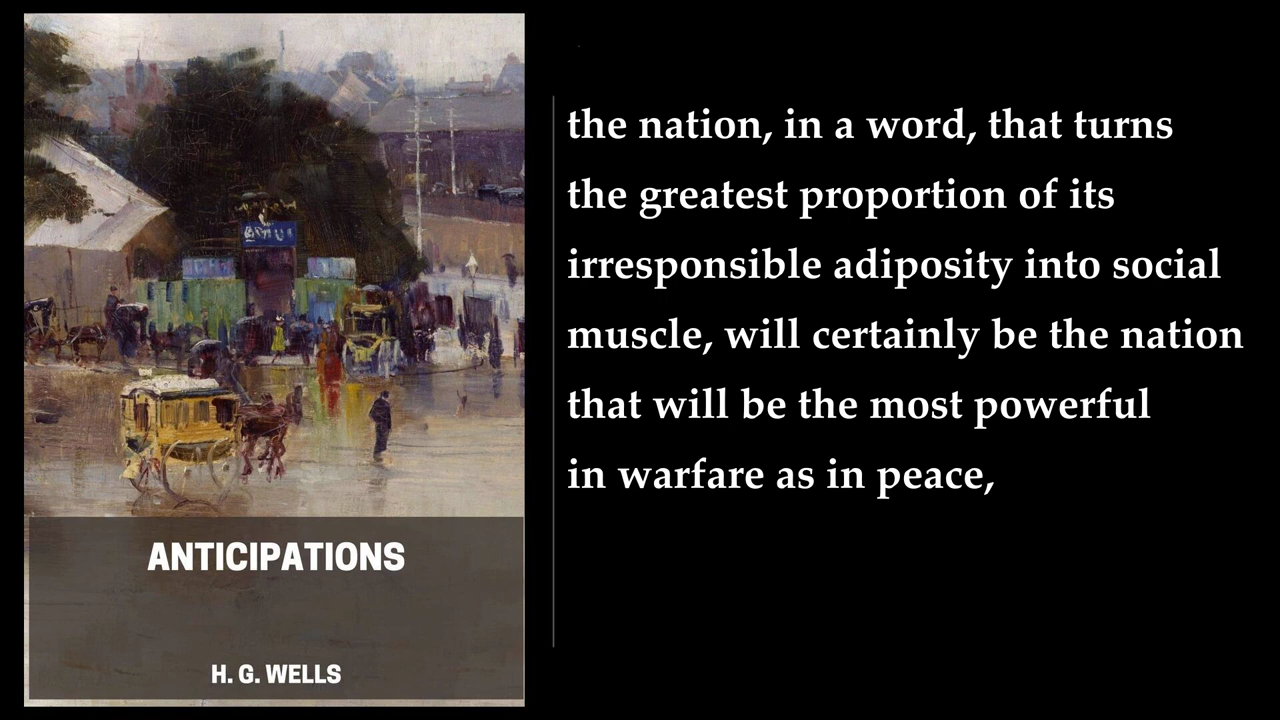 ANTICIPATIONS
H. G. WELLS
the nation, in a word, that turns
the greatest proportion of its
irresponsible adiposity into social
muscle, will certainly be the nation
that will be the most powerful
in warfare as in peace,